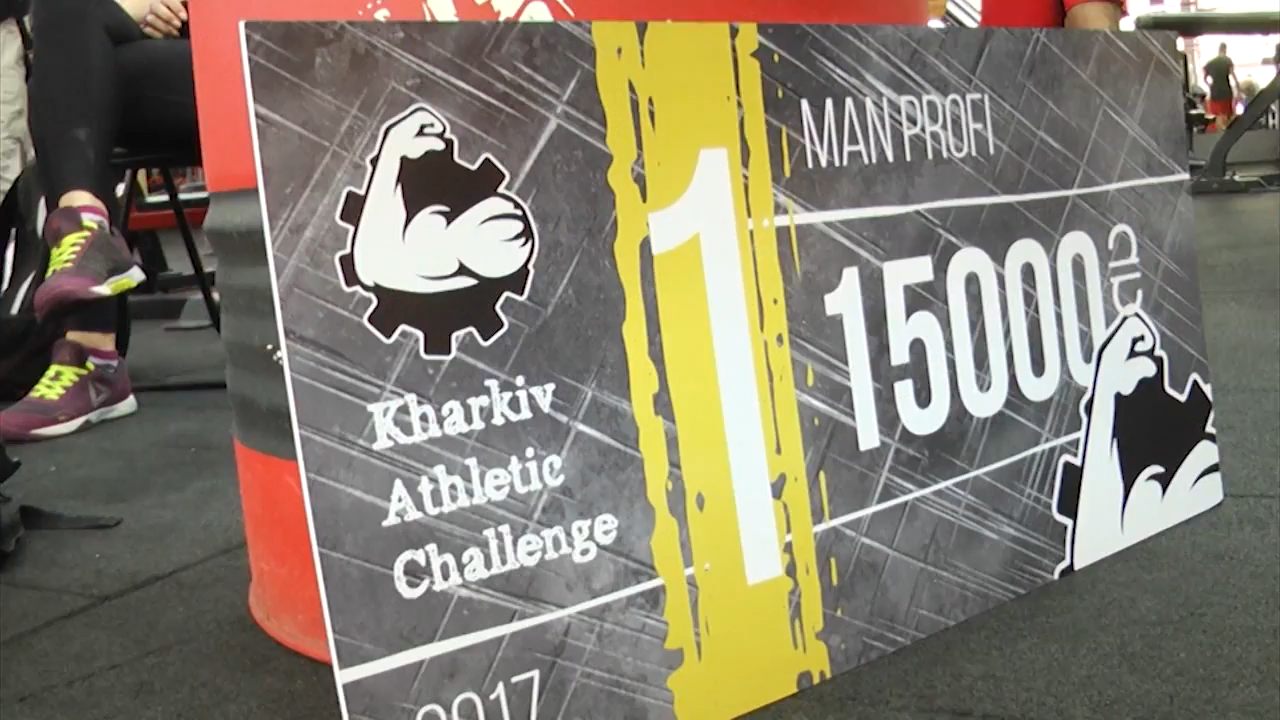 Kharkiv
Athletic
Challenge
2017
1
MAN PROFI
15000₴